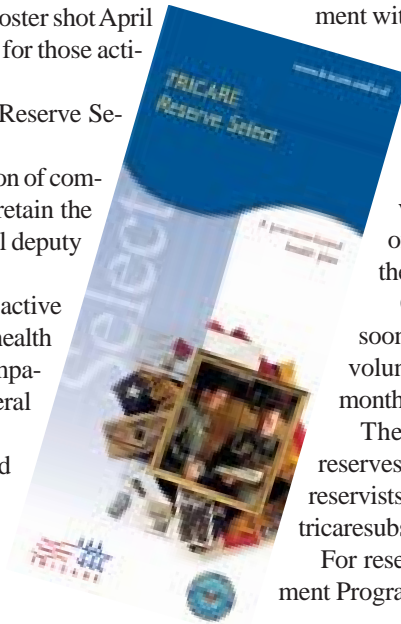 oster shot April
for those acti-
Reserve Se-
on of com-
retain the
l deputy
active
health
mpa-
eral
d
TRICARE
Reserve Select
Select
TRICARE
ment wit
v
o
the
soon
volun
month
The
reserves
reservists
tricaresubs
For rese
ment Progra